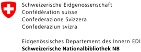 Schweizerische Eidgenossenschaft
Confédération suisse
Confederazione Svizzera
Confederaziun svizra
Eidgenössisches Departement des Innern EDI
Schweizerische Nationalbibliothek NB